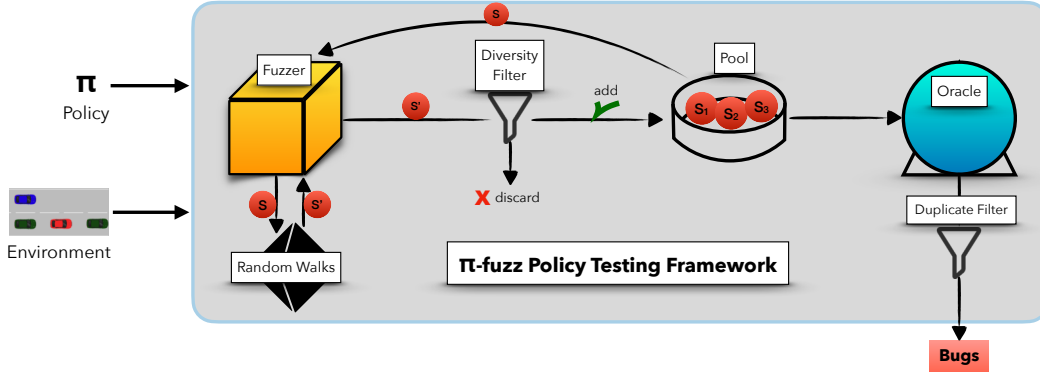 S
Fuzzer
Diversity
Filter
Pool
π
Policy
S'
add
S₁
S₂
S₃
Oracle
X discard
S
S'
Duplicate Filter
Environment
Random Walks
π-fuzz Policy Testing Framework
Bugs